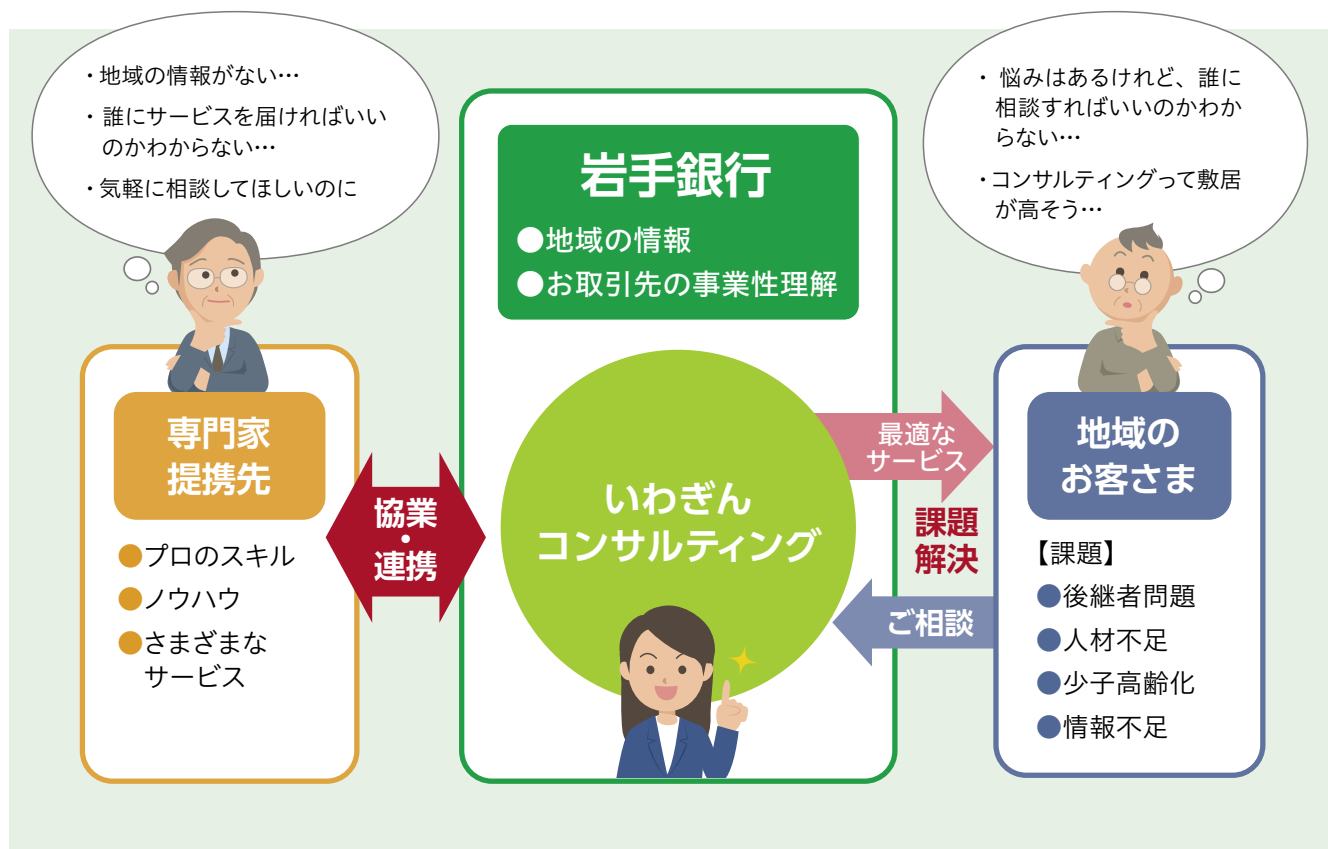 ・地域の情報がない…
・誰にサービスを届ければいい
のかわからない…
・気軽に相談してほしいのに
専門家
提携先
●プロのスキル
●ノウハウ
●さまざまな
サービス
協業
・
連携
岩手銀行
●地域の情報
●お取引先の事業性理解
いわぎん
コンサルティング
最適な
サービス
課題
解決
ご相談
・ 悩みはあるけれど、誰に
相談すればいいのかわか
らない…
・コンサルティングって敷居
が高そう…
地域の
お客さま
【課題】
●後継者問題
●人材不足
●少子高齢化
●情報不足